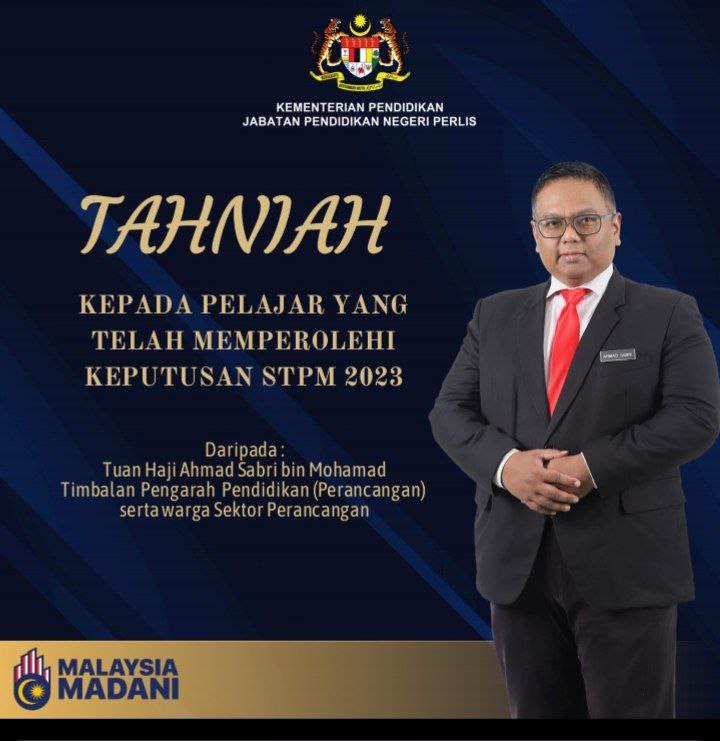 KEMENTERIAN PENDIDIKAN
JABATAN PENDIDIKAN NEGERI PERLIS
TAHNIAH
KEPADA PELAJAR YANG
TELAH MEMPEROLEHI
KEPUTUSAN STPM 2023
Daripada :
Tuan Haji Ahmad Sabri bin Mohamad
Timbalan Pengarah Pendidikan (Perancangan)
serta warga Sektor Perancangan
AHMAD SABRI
MALAYSIA
MADANI